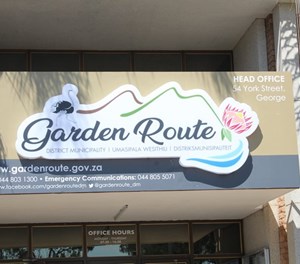 HEAD OFFICE
54 York Street,
George
Garden Route
DISTRICT MUNICIPALITY | UMASIPALA WESITHILI | DISTRIKSMUNISIPALITEIT
www.gardenroute.gov.za
044 803 1300 • Emergency Communications: 044 805 5071
www.facebook.com/gardenroutedm @gardenroute_dm
OFFICE HOURS